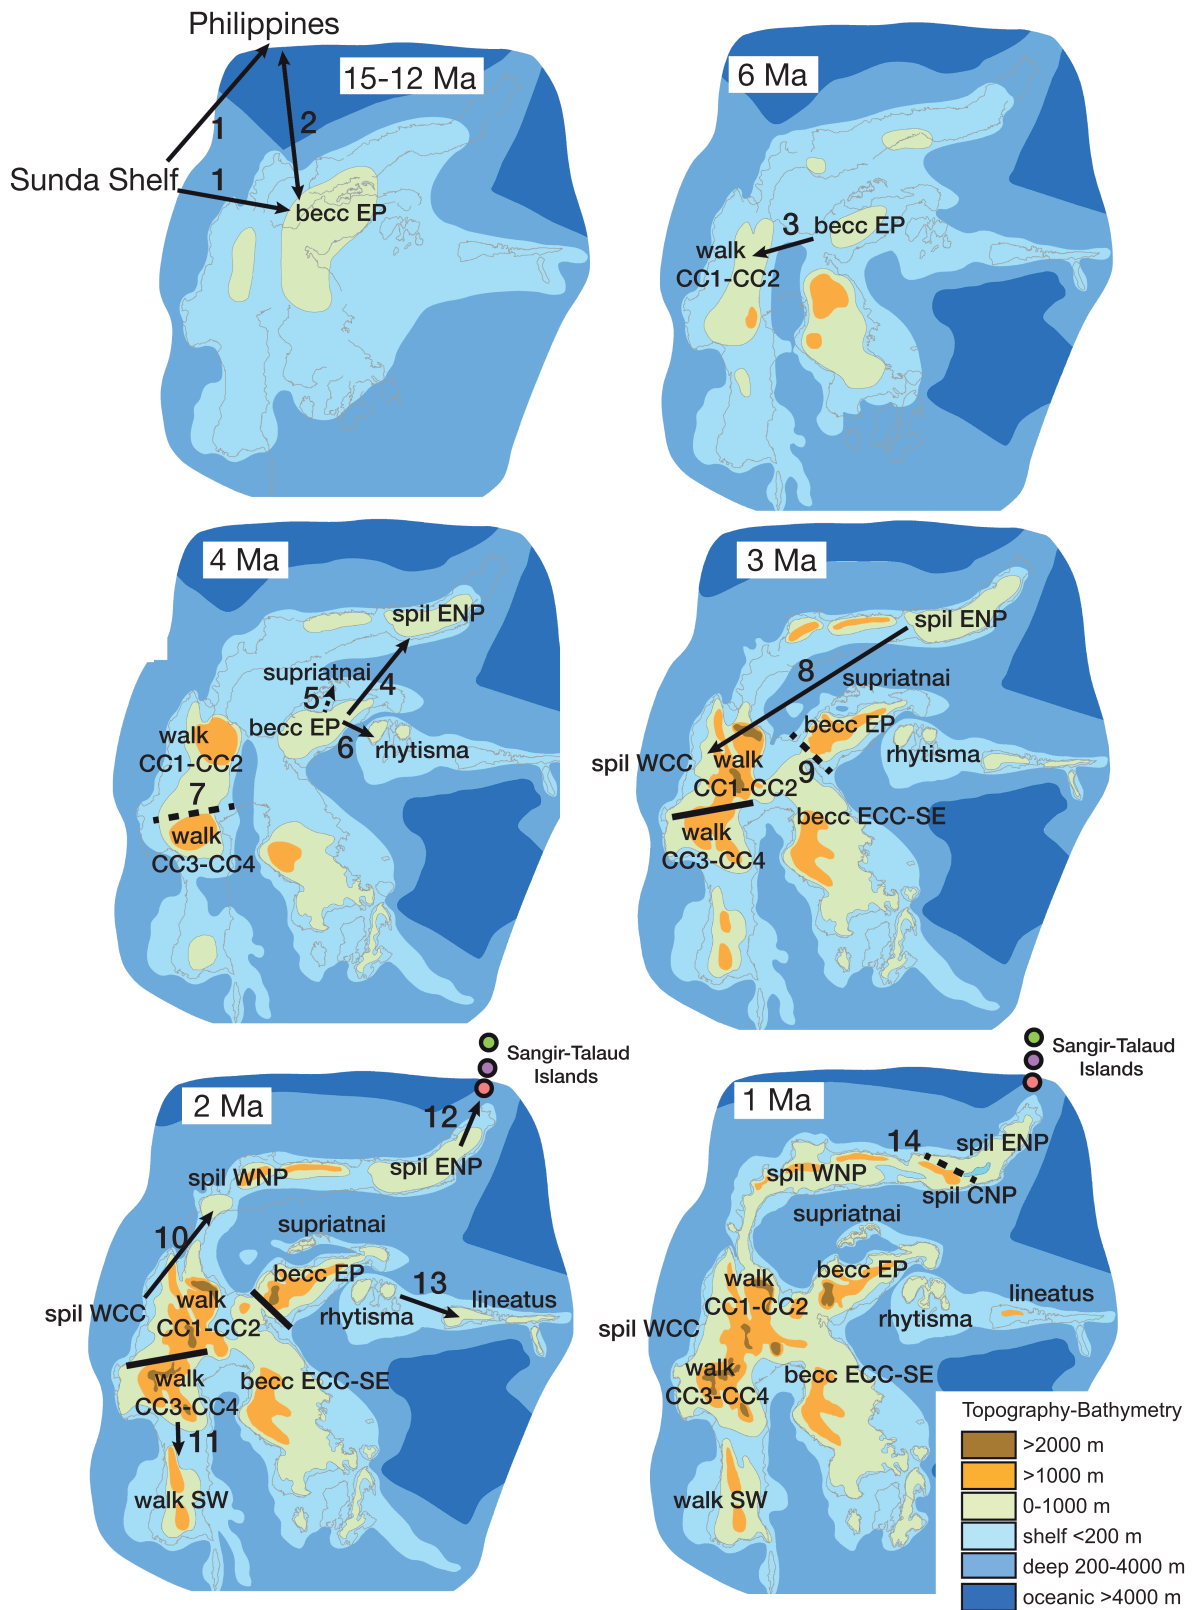 Philippines
15-12 Ma
1
2
Sunda Shelf
1
becc EP
6 Ma
3
becc EP
walk
CC1-CC2
4 Ma
spil ENP
supriatnai
5
4
becc EP
6
rhytisma
walk
CC1-CC2
7
walk
CC3-CC4
3 Ma
spil ENP
8
supriatnai
becc EP
rhytisma
spil WCC
walk
CC1-CC2
9
becc ECC-SE
walk
CC3-CC4
Sangir-Talaud
Islands
2 Ma
12
spil WNP
spil ENP
10
supriatnai
becc EP
13
lineatus
spil WCC
walk
CC1-CC2
rhytisma
walk
CC3-CC4
becc ECC-SE
11
walk SW
Sangir-Talaud
Islands
1 Ma
14
spil ENP
spil WNP
spil CNP
supriatnai
becc EP
walk
CC1-CC2
lineatus
rhytisma
spil WCC
walk
CC3-CC4
becc ECC-SE
walk SW
Topography-Bathymetry
>2000 m
>1000 m
0-1000 m
shelf <200 m
deep 200-4000 m
oceanic >4000 m